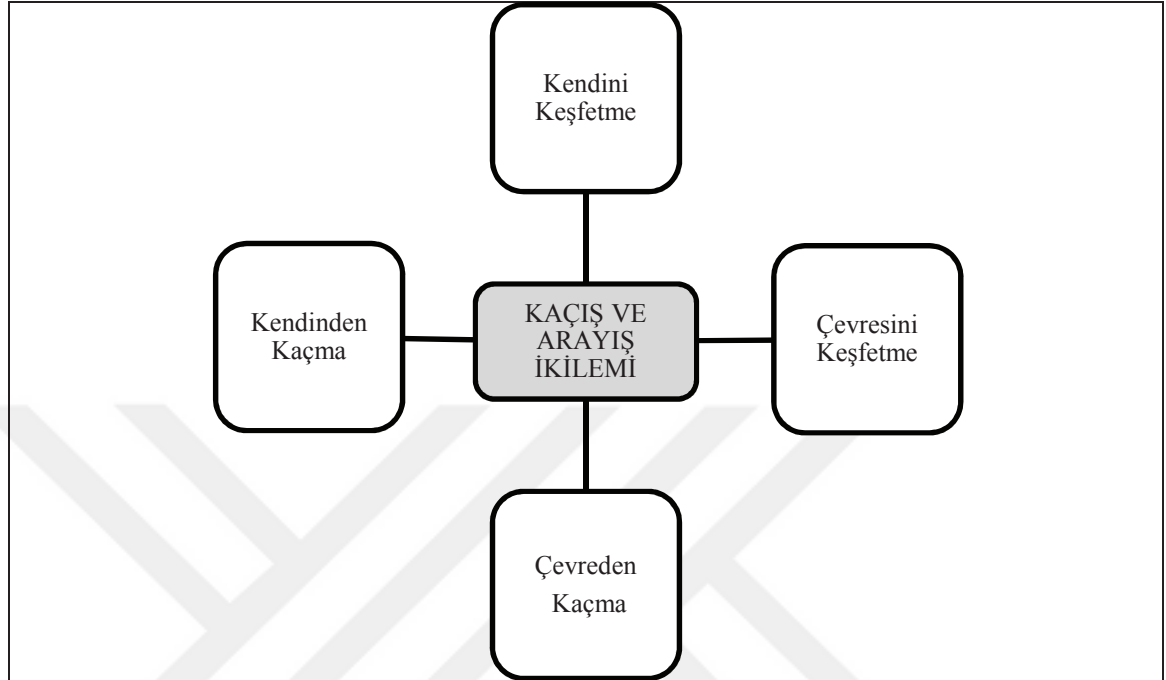 Kendini
Keşfetme
Kendinden
Kaçma
KAÇIŞ VE
ARAYIŞ
İKİLEMİ
Çevresini
Keşfetme
Çevreden
Kaçma